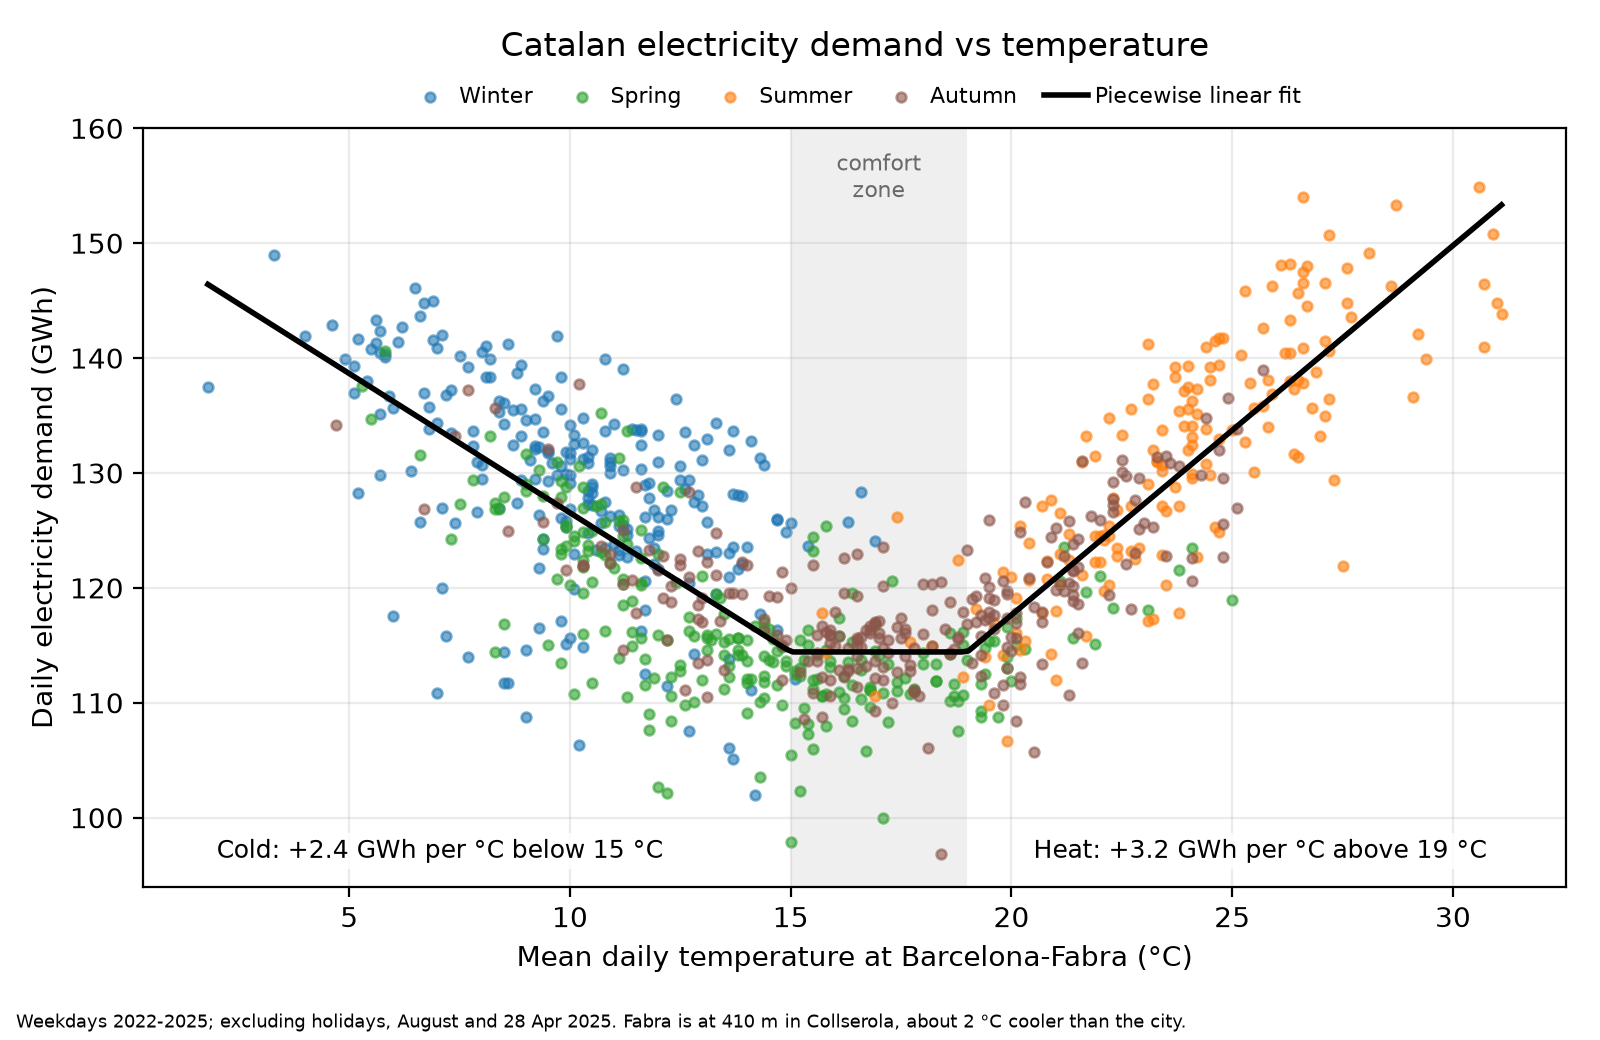 Catalan electricity demand vs temperature
Winter Spring Summer Autumn Piecewise linear fit
comfort
zone
160
150
140
130
120
110
100
Daily electricity demand (GWh)
Cold: +2.4 GWh per °C below 15 °C
Heat: +3.2 GWh per °C above 19 °C
5 10 15 20 25 30
Mean daily temperature at Barcelona-Fabra (°C)
Weekdays 2022-2025; excluding holidays, August and 28 Apr 2025. Fabra is at 410 m in Collserola, about 2 °C cooler than the city.